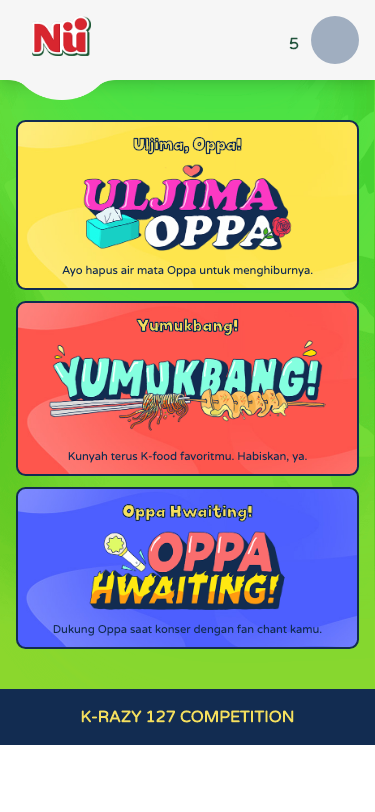 Nü
5
Uljima, Oppa!
ULJIMA
OPPA
Ayo hapus air mata Oppa untuk menghiburnya.
Yumukbang!
YUMUKBANG!
Kunyah terus K-food favoritmu. Habiskan, ya.
Oppa Hwaiting!
OPPA
HWAITING!
Dukung Oppa saat konser dengan fan chant kamu.
K-RAZY 127 COMPETITION